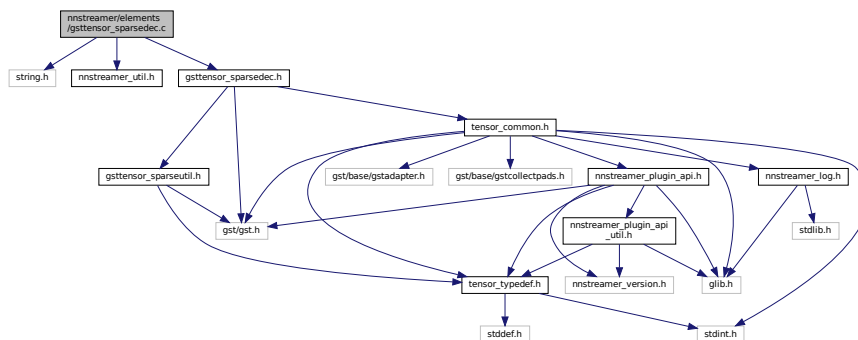 nnstreamer/elements
/gsttensor_sparsedec.c
string.h
nnstreamer_util.h
gsttensor_sparsedec.h
tensor_common.h
gsttensor_sparseutil.h
gst/base/gstadapter.h
gst/base/gstcollectpads.h
nnstreamer_plugin_api.h
nnstreamer_log.h
gst/gst.h
nnstreamer_plugin_api
_util.h
stdlib.h
tensor_typedef.h
nnstreamer_version.h
glib.h
stddef.h
stdint.h